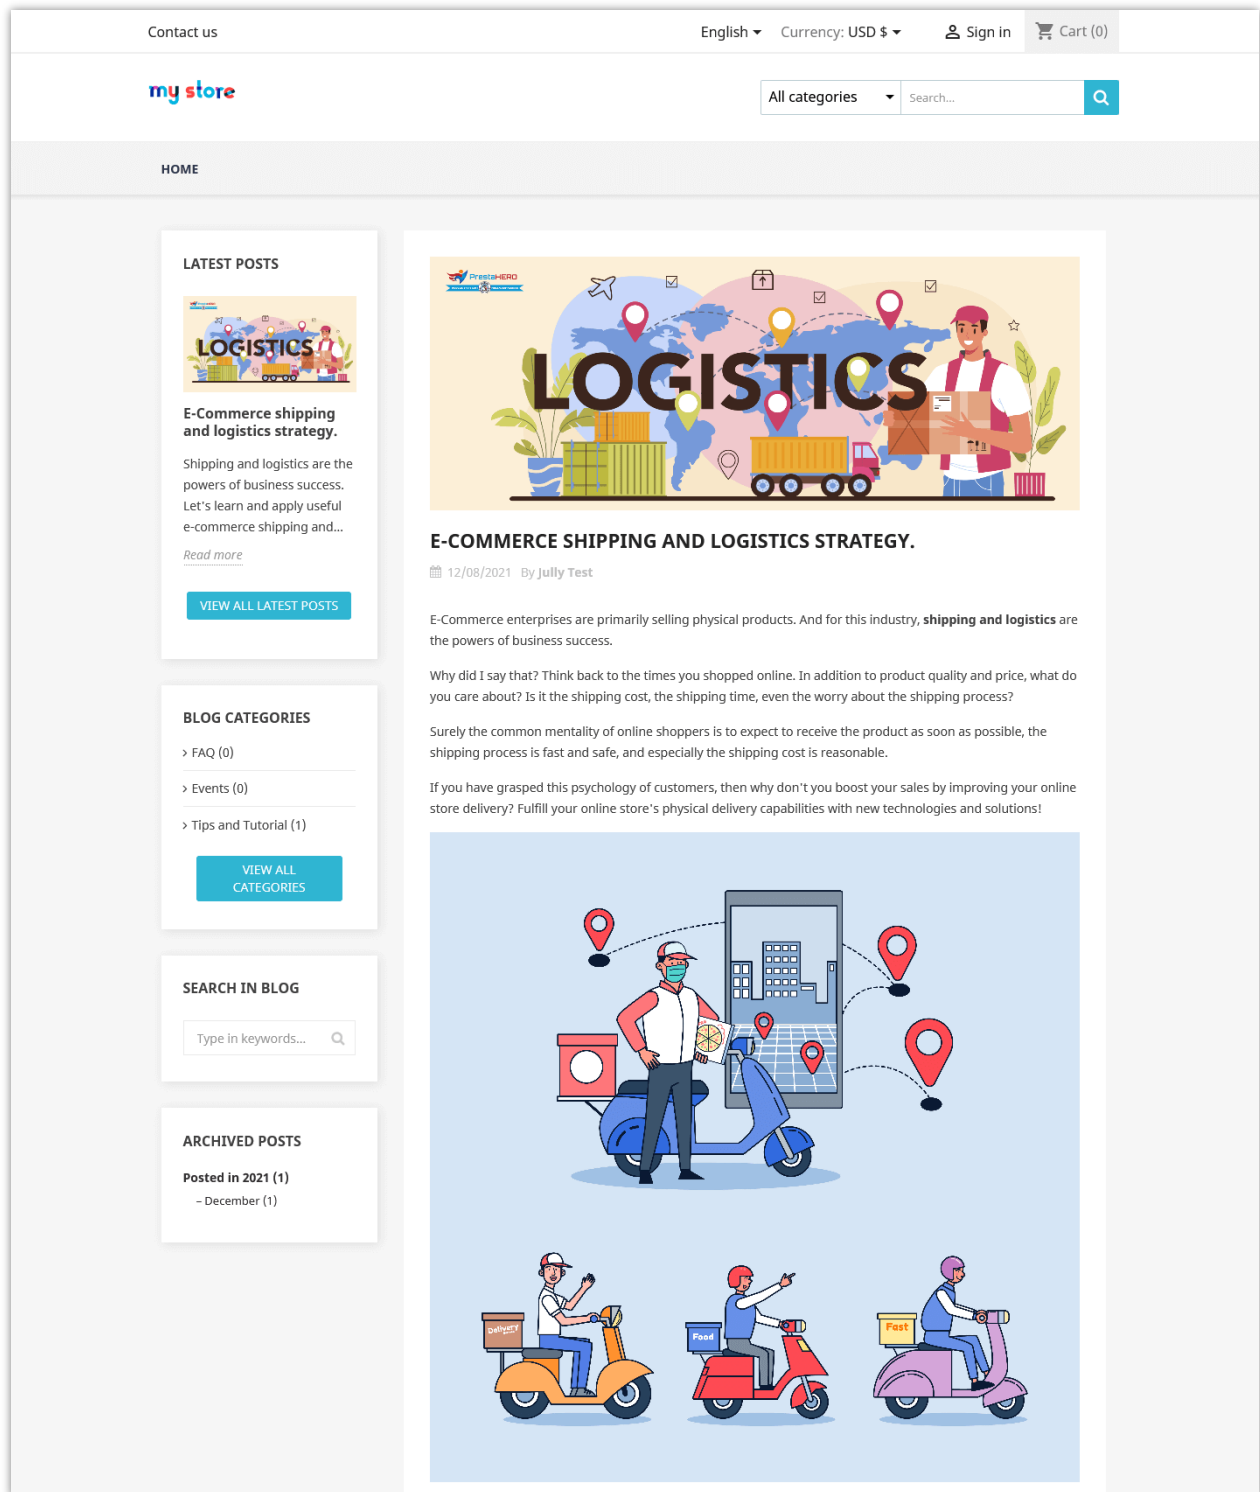 Contact us
English
Currency: USD $
Sign in
Cart (0)
my store
All categories
Search...
HOME
LATEST POSTS
PrestaHERO
LOGISTICS
E-Commerce shipping
and logistics strategy.
Shipping and logistics are the
powers of business success.
Let's learn and apply useful
e-commerce shipping and...
Read more
VIEW ALL LATEST POSTS
BLOG CATEGORIES
FAQ (0)
Events (0)
Tips and Tutorial (1)
VIEW ALL
CATEGORIES
SEARCH IN BLOG
Type in keywords...
ARCHIVED POSTS
Posted in 2021 (1)
– December (1)
PrestaHERO
LOGISTICS
E-COMMERCE SHIPPING AND LOGISTICS STRATEGY.
12/08/2021 By Jully Test
E-Commerce enterprises are primarily selling physical products. And for this industry, shipping and logistics are
the powers of business success.
Why did I say that? Think back to the times you shopped online. In addition to product quality and price, what do
you care about? Is it the shipping cost, the shipping time, even the worry about the shipping process?
Surely the common mentality of online shoppers is to expect to receive the product as soon as possible, the
shipping process is fast and safe, and especially the shipping cost is reasonable.
If you have grasped this psychology of customers, then why don't you boost your sales by improving your online
store delivery? Fulfill your online store's physical delivery capabilities with new technologies and solutions!
Delivery
Food
Fast